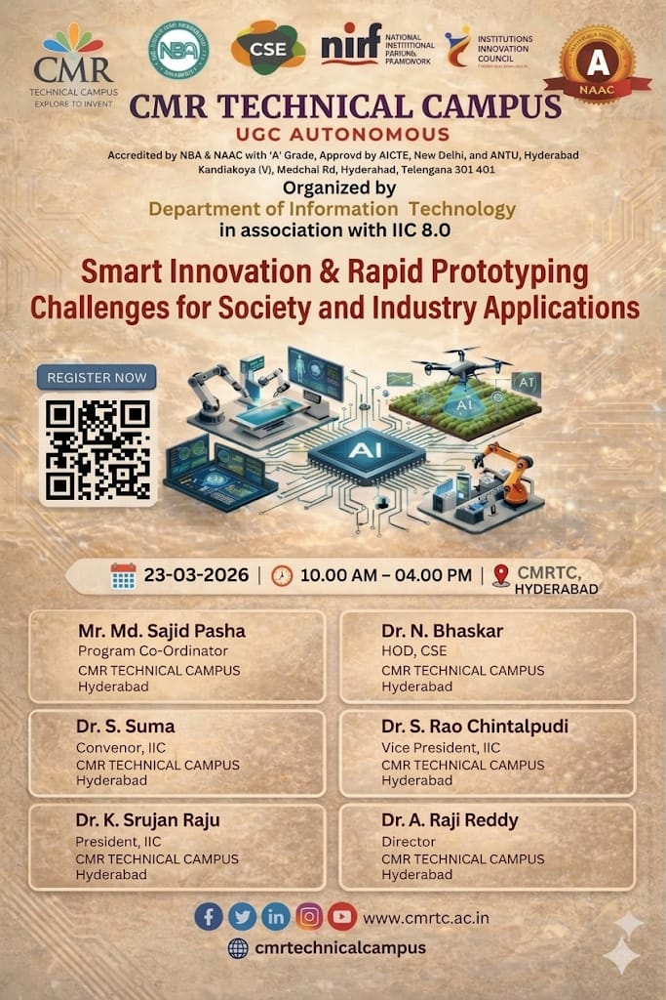 CMR
TECHNICAL CAMPUS
EXPLORE TO INVENT
NBA
CSE
nirf
NATIONAL
INSTITUTIONS
INNOVATION
COUNCIL
A
NAAC
CMR TECHNICAL CAMPUS
UGC AUTONOMOUS
Accredited by NBA & NAAC with ‘A’ Grade, Approvd by AICTE, New Delhi, and ANTU, Hyderabad
Kandiakoya (V), Medchal Rd, Hyderahad, Telengana 301 401
Organized by
Department of Information Technology
in association with IIC 8.0
Smart Innovation & Rapid Prototyping
Challenges for Society and Industry Applications
REGISTER NOW
AI
AI
AT
23-03-2026 | 10.00 AM – 04.00 PM | CMRTC,
HYDERABAD
Mr. Md. Sajid Pasha
Program Co-Ordinator
CMR TECHNICAL CAMPUS
Hyderabad
Dr. N. Bhaskar
HOD, CSE
CMR TECHNICAL CAMPUS
Hyderabad
Dr. S. Suma
Convenor, IIC
CMR TECHNICAL CAMPUS
Hyderabad
Dr. S. Rao Chintalpudi
Vice President, IIC
CMR TECHNICAL CAMPUS
Hyderabad
Dr. K. Srujan Raju
President, IIC
CMR TECHNICAL CAMPUS
Hyderabad
Dr. A. Raji Reddy
Director
CMR TECHNICAL CAMPUS
Hyderabad
www.cmrtc.ac.in
cmrtechnicalcampus